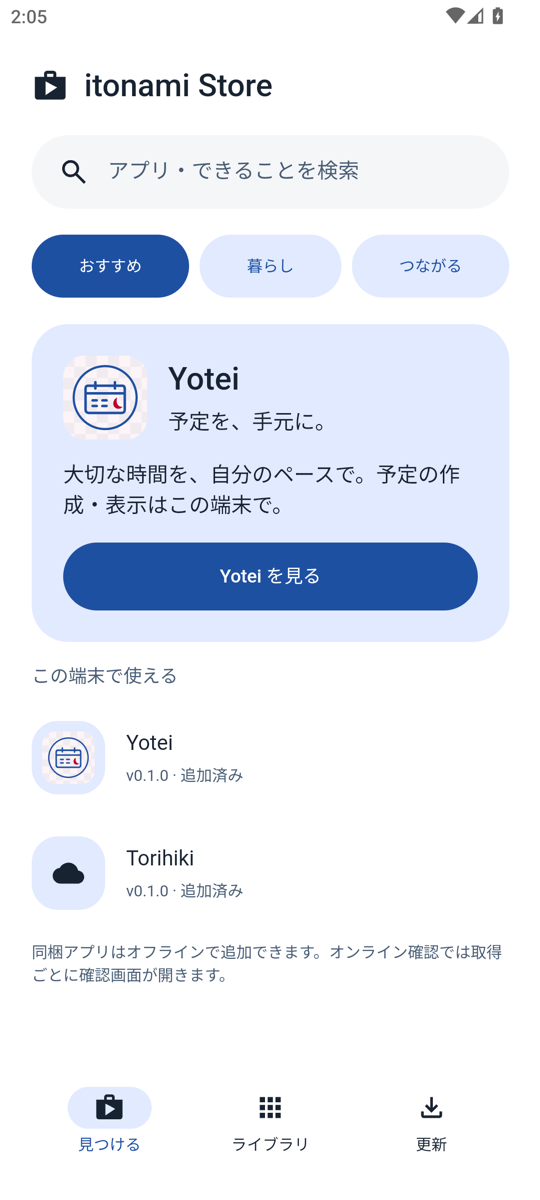 2:05
itonami Store
アプリ・できることを検索
おすすめ
暮らし
つながる
Yotei
予定を、手元に。
大切な時間を、自分のペースで。予定の作
成・表示はこの端末で。
Yotei を見る
この端末で使える
Yotei
v0.1.0 · 追加済み
Torihiki
v0.1.0 · 追加済み
同梱アプリはオフラインで追加できます。オンライン確認では取得
ごとに確認画面が開きます。
見つける
ライブラリ
更新